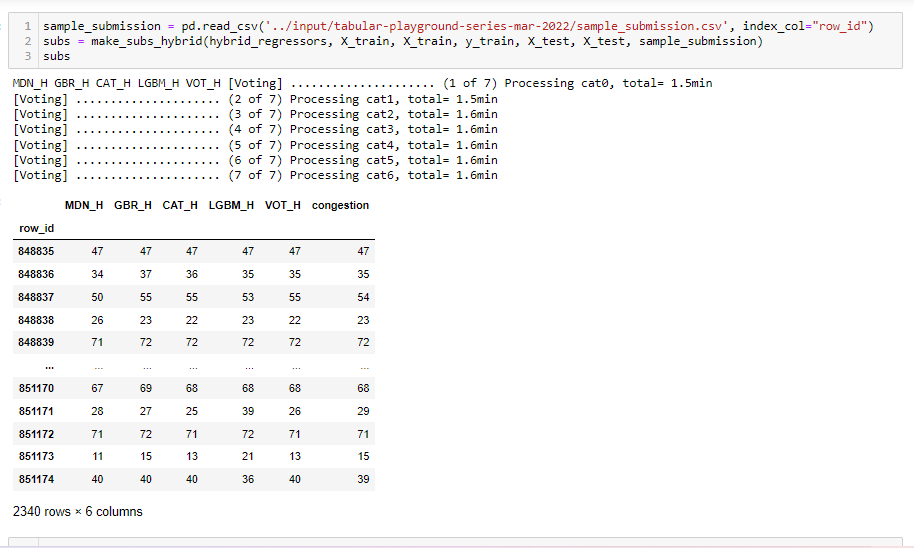 1 sample_submission = pd.read_csv('../input/tabular-playground-series-mar-2022/sample_submission.csv', index_col="row_id")
2 subs = make_subs_hybrid(hybrid_regressors, X_train, X_train, y_train, X_test, X_test, sample_submission)
3 subs
MDN_H GBR_H CAT_H LGBM_H VOT_H [Voting] ..................... (1 of 7) Processing cat0, total= 1.5min
[Voting] ..................... (2 of 7) Processing cat1, total= 1.5min
[Voting] ..................... (3 of 7) Processing cat2, total= 1.6min
[Voting] ..................... (4 of 7) Processing cat3, total= 1.6min
[Voting] ..................... (5 of 7) Processing cat4, total= 1.6min
[Voting] ..................... (6 of 7) Processing cat5, total= 1.6min
[Voting] ..................... (7 of 7) Processing cat6, total= 1.6min
MDN_H GBR_H CAT_H LGBM_H VOT_H congestion
row_id
848835 47 47 47 47 47 47
848836 34 37 36 35 35 35
848837 50 55 55 53 55 54
848838 26 23 22 23 22 23
848839 71 72 72 72 72 72
... ... ... ... ... ... ...
851170 67 69 68 68 68 68
851171 28 27 25 39 26 29
851172 71 72 71 72 71 71
851173 11 15 13 21 13 15
851174 40 40 40 36 40 39
2340 rows × 6 columns